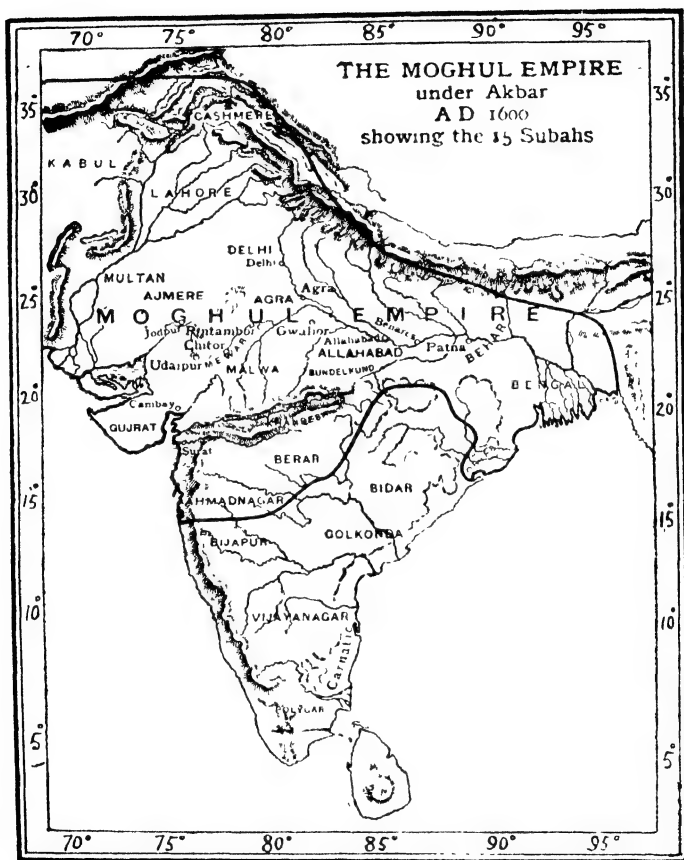 70° 75° 80° 85° 90° 95°
THE MOGHUL EMPIRE
under Akbar
A D 1600
showing the 15 Subahs
35° 35°
CASHMERE
KABUL
LAHORE
30° 30°
DELHI
Delhi
MULTAN
AJMERE
AGRA
Agra
25° 25°
MOGHUL EMPIRE
Jodpur
Rintambor
Gwalior
Chitor
MEWAR
Udaipur
MALWA
Allahabad
ALLAHABAD
BUNDELKUND
Benares
Patna
BEHAR
BENGAL
20° 20°
Cambay
GUJRAT
Surat
BERAR
AHMADNAGAR
BIDAR
15° 15°
BIJAPUR
GOLKONDA
10° 10°
VIJAYANAGAR
Carnatic
POLYGAR
5° 5°
70° 75° 80° 85° 90° 95°